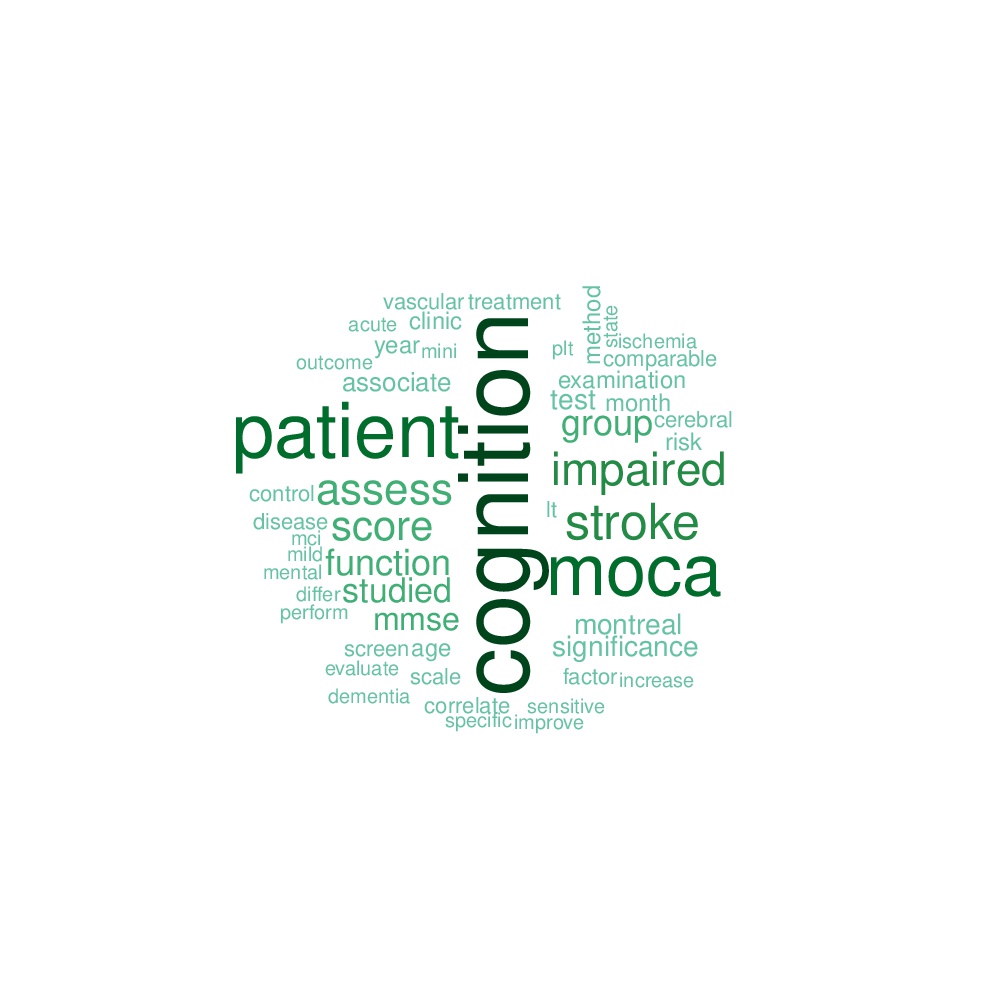 vascular treatment
method
acute clinic
state
year mini
plt
ischemia
outcome
comparable
associate
examination
test month
patient
cognition
group cerebral
risk
impaired
control assess
lt
disease score
stroke
mci
mild function
moca
mental
differ studied
perform mmse
montreal
screen age
significance
evaluate scale
factor increase
dementia
correlate sensitive
specific improve